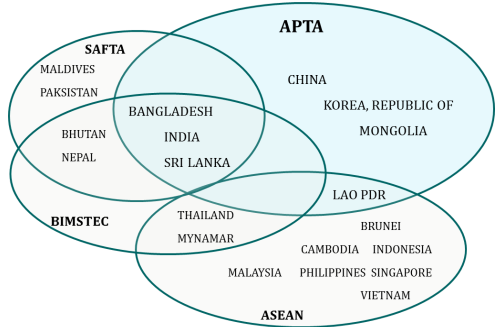 APTA
SAFTA
MALDIVES
PAKSISTAN
CHINA
KOREA, REPUBLIC OF
MONGOLIA
BANGLADESH
INDIA
SRI LANKA
BHUTAN
NEPAL
LAO PDR
BIMSTEC
THAILAND
MYNAMAR
BRUNEI
CAMBODIA INDONESIA
MALAYSIA PHILIPPINES SINGAPORE
VIETNAM
ASEAN